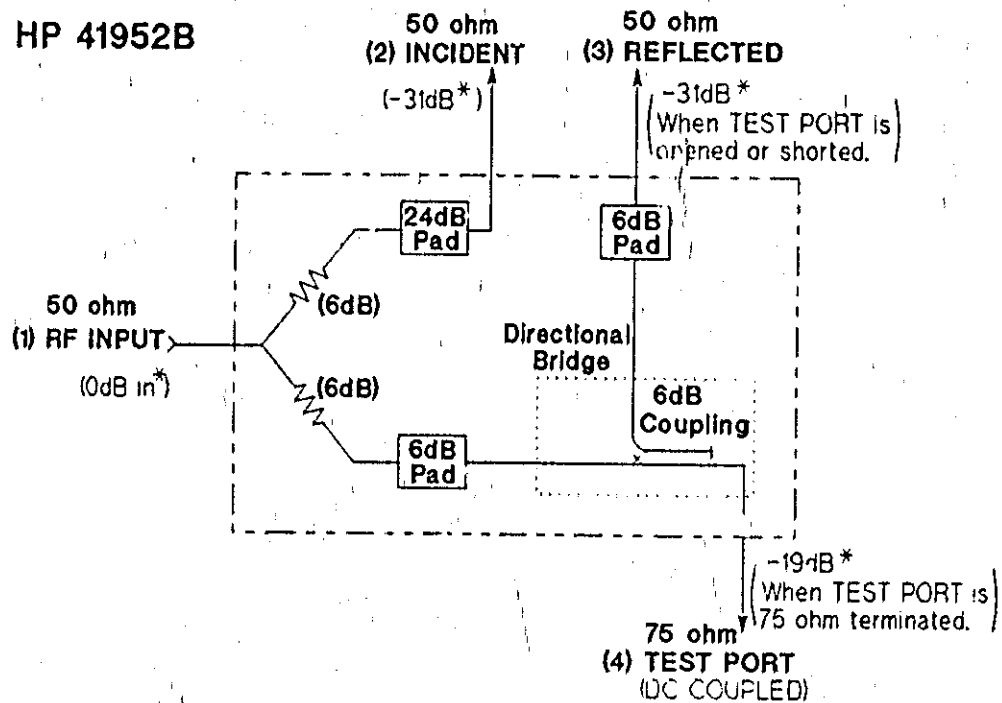 HP 41952B
50 ohm
(2) INCIDENT
(-31dB*)
50 ohm
(3) REFLECTED
-31dB*
(When TEST PORT is
opened or shorted.)
24dB
Pad
6dB
Pad
(6dB)
50 ohm
(1) RF INPUT
(0dB in*)
(6dB)
Directional
Bridge
6dB
Coupling
6dB
Pad
-19dB*
(When TEST PORT is
75 ohm terminated.)
75 ohm
(4) TEST PORT
(DC COUPLED)